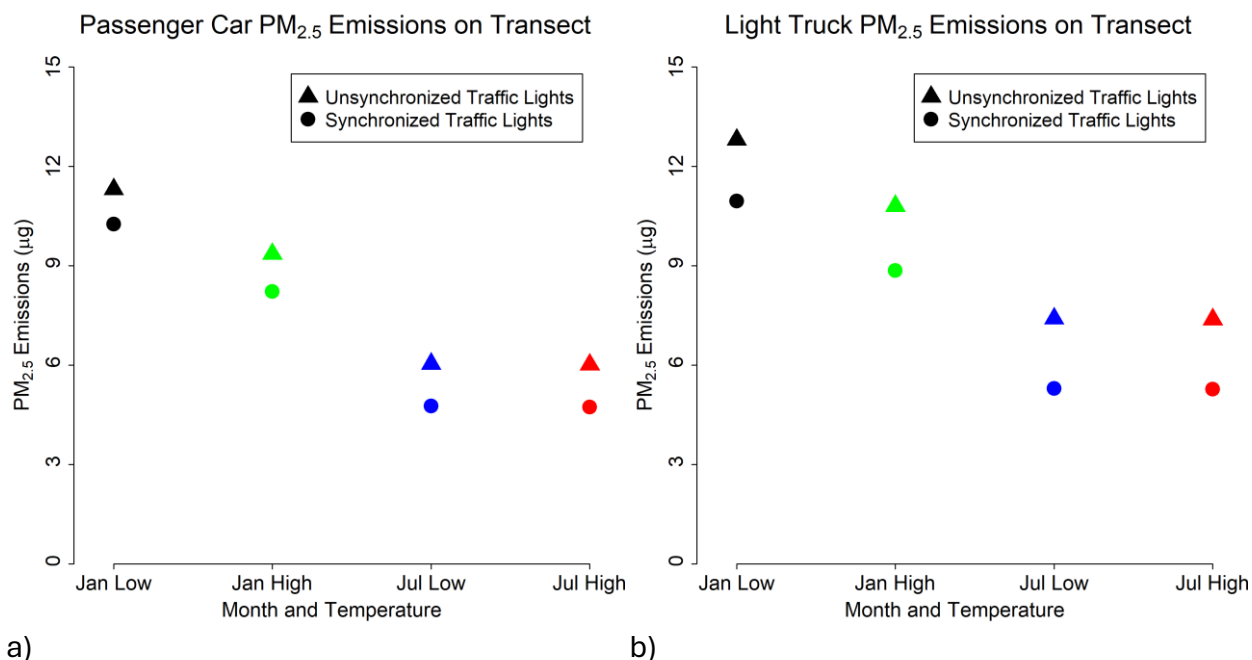 Passenger Car PM2.5 Emissions on Transect
15
12
9
6
3
0
PM2.5 Emissions (μg)
Unsynchronized Traffic Lights
Synchronized Traffic Lights
Jan Low
Jan High
Jul Low
Jul High
Month and Temperature
a)
Light Truck PM2.5 Emissions on Transect
15
12
9
6
3
0
PM2.5 Emissions (μg)
Unsynchronized Traffic Lights
Synchronized Traffic Lights
Jan Low
Jan High
Jul Low
Jul High
Month and Temperature
b)